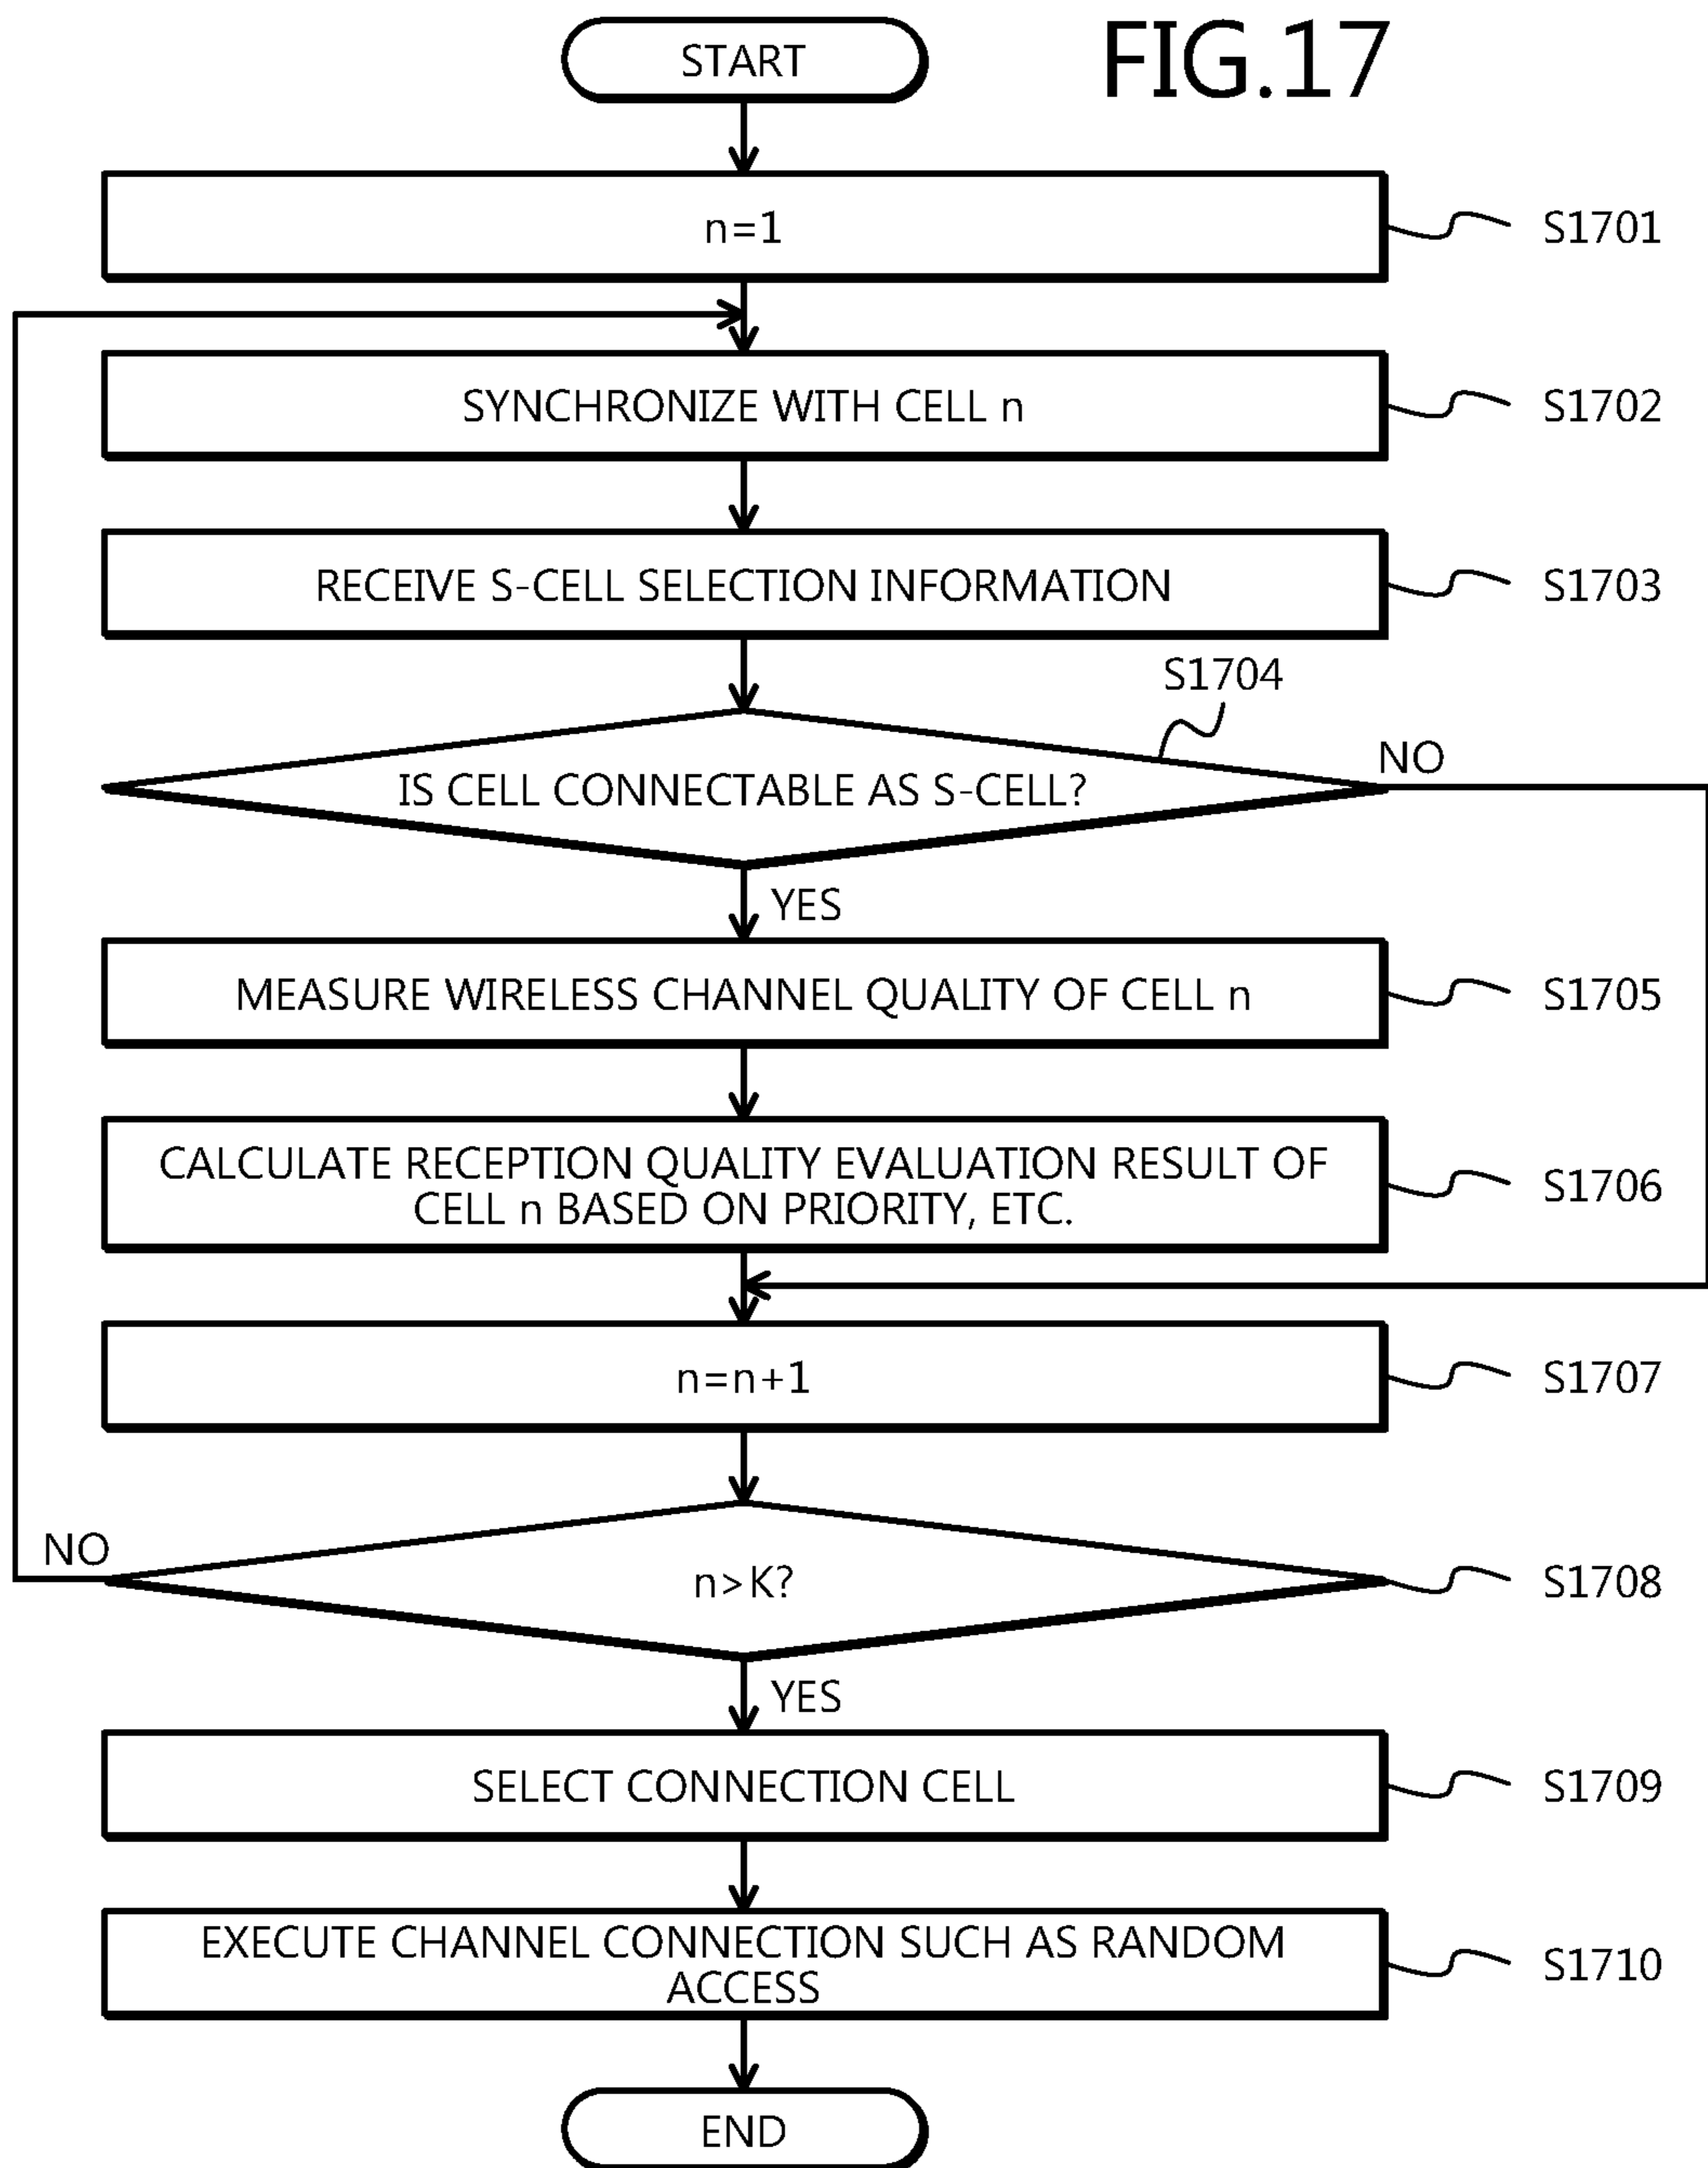 FIG.17
START
n=1
S1701
SYNCHRONIZE WITH CELL n
S1702
RECEIVE S-CELL SELECTION INFORMATION
S1703
S1704
IS CELL CONNECTABLE AS S-CELL?
NO
YES
MEASURE WIRELESS CHANNEL QUALITY OF CELL n
S1705
CALCULATE RECEPTION QUALITY EVALUATION RESULT OF
CELL n BASED ON PRIORITY, ETC.
S1706
n=n+1
S1707
NO
n>K?
S1708
YES
SELECT CONNECTION CELL
S1709
EXECUTE CHANNEL CONNECTION SUCH AS RANDOM
ACCESS
S1710
END